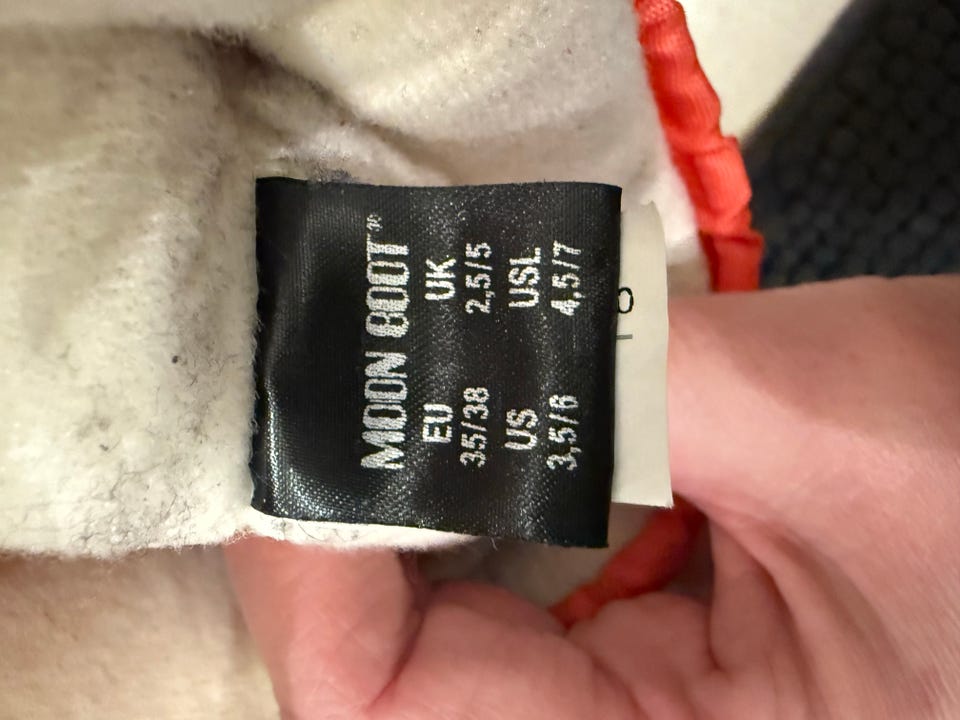 MOON BOOT®
EU UK
35/38 2,5/5
US USL
3,5/6 4,5/7